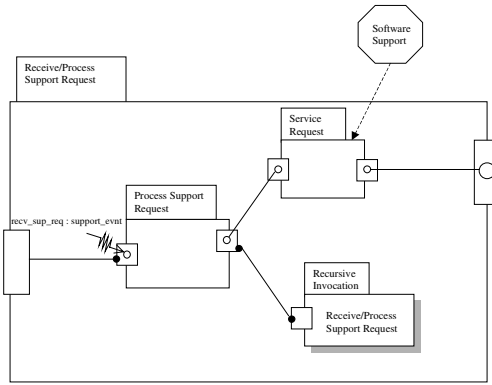 Software
Support
Receive/Process
Support Request
Service
Request
Process Support
Request
recv_sup_req : support_evnt
Recursive
Invocation
Receive/Process
Support Request